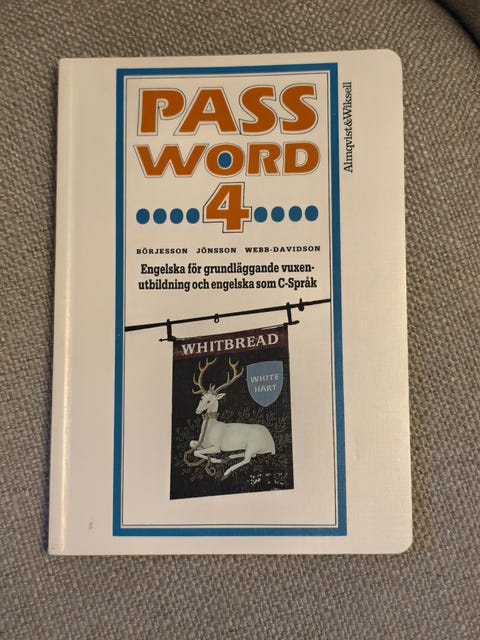 PASS
WORD
4
BÖRJESSON JÖNSSON WEBB-DAVIDSON
Engelska för grundläggande vuxen-
utbildning och engelska som C-Språk
WHITBREAD
WHITE
HART
Almqvist&Wiksell